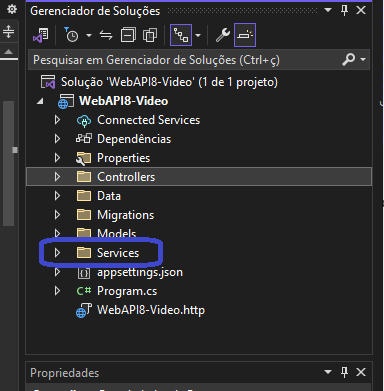 Gerenciador de Soluções
Pesquisar em Gerenciador de Soluções (Ctrl+ç)
Solução 'WebAPI8-Video' (1 de 1 projeto)
WebAPI8-Video
Connected Services
Dependências
Properties
Controllers
Data
Migrations
Models
Services
appsettings.json
C# Program.cs
WebAPI8-Video.http
Propriedades